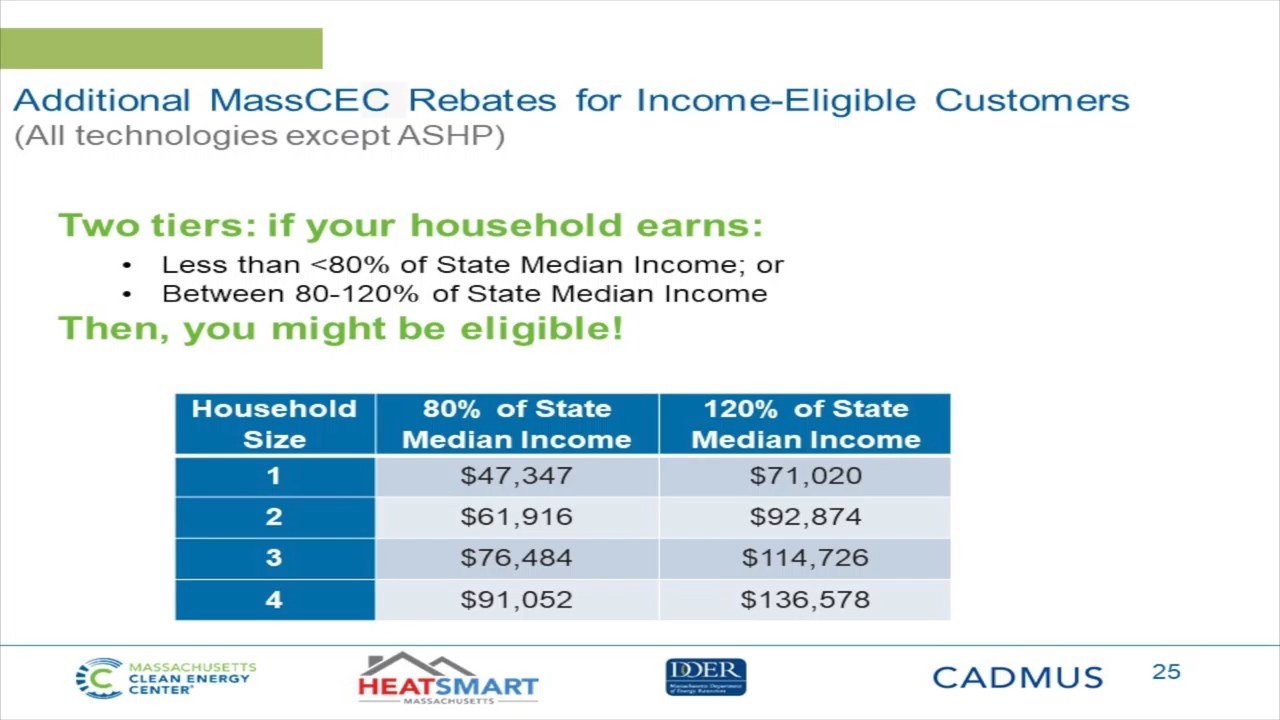 Additional MassCEC Rebates for Income-Eligible Customers
(All technologies except ASHP)
Two tiers: if your household earns:
• Less than <80% of State Median Income; or
• Between 80-120% of State Median Income
Then, you might be eligible!
Household Size 80% of State Median Income 120% of State Median Income
1 $47,347 $71,020
2 $61,916 $92,874
3 $76,484 $114,726
4 $91,052 $136,578
MASSACHUSETTS
CLEAN ENERGY
CENTER
HEATSMART
MASSACHUSETTS
DOER
Massachusetts Department
of Energy Resources
CADMUS
25